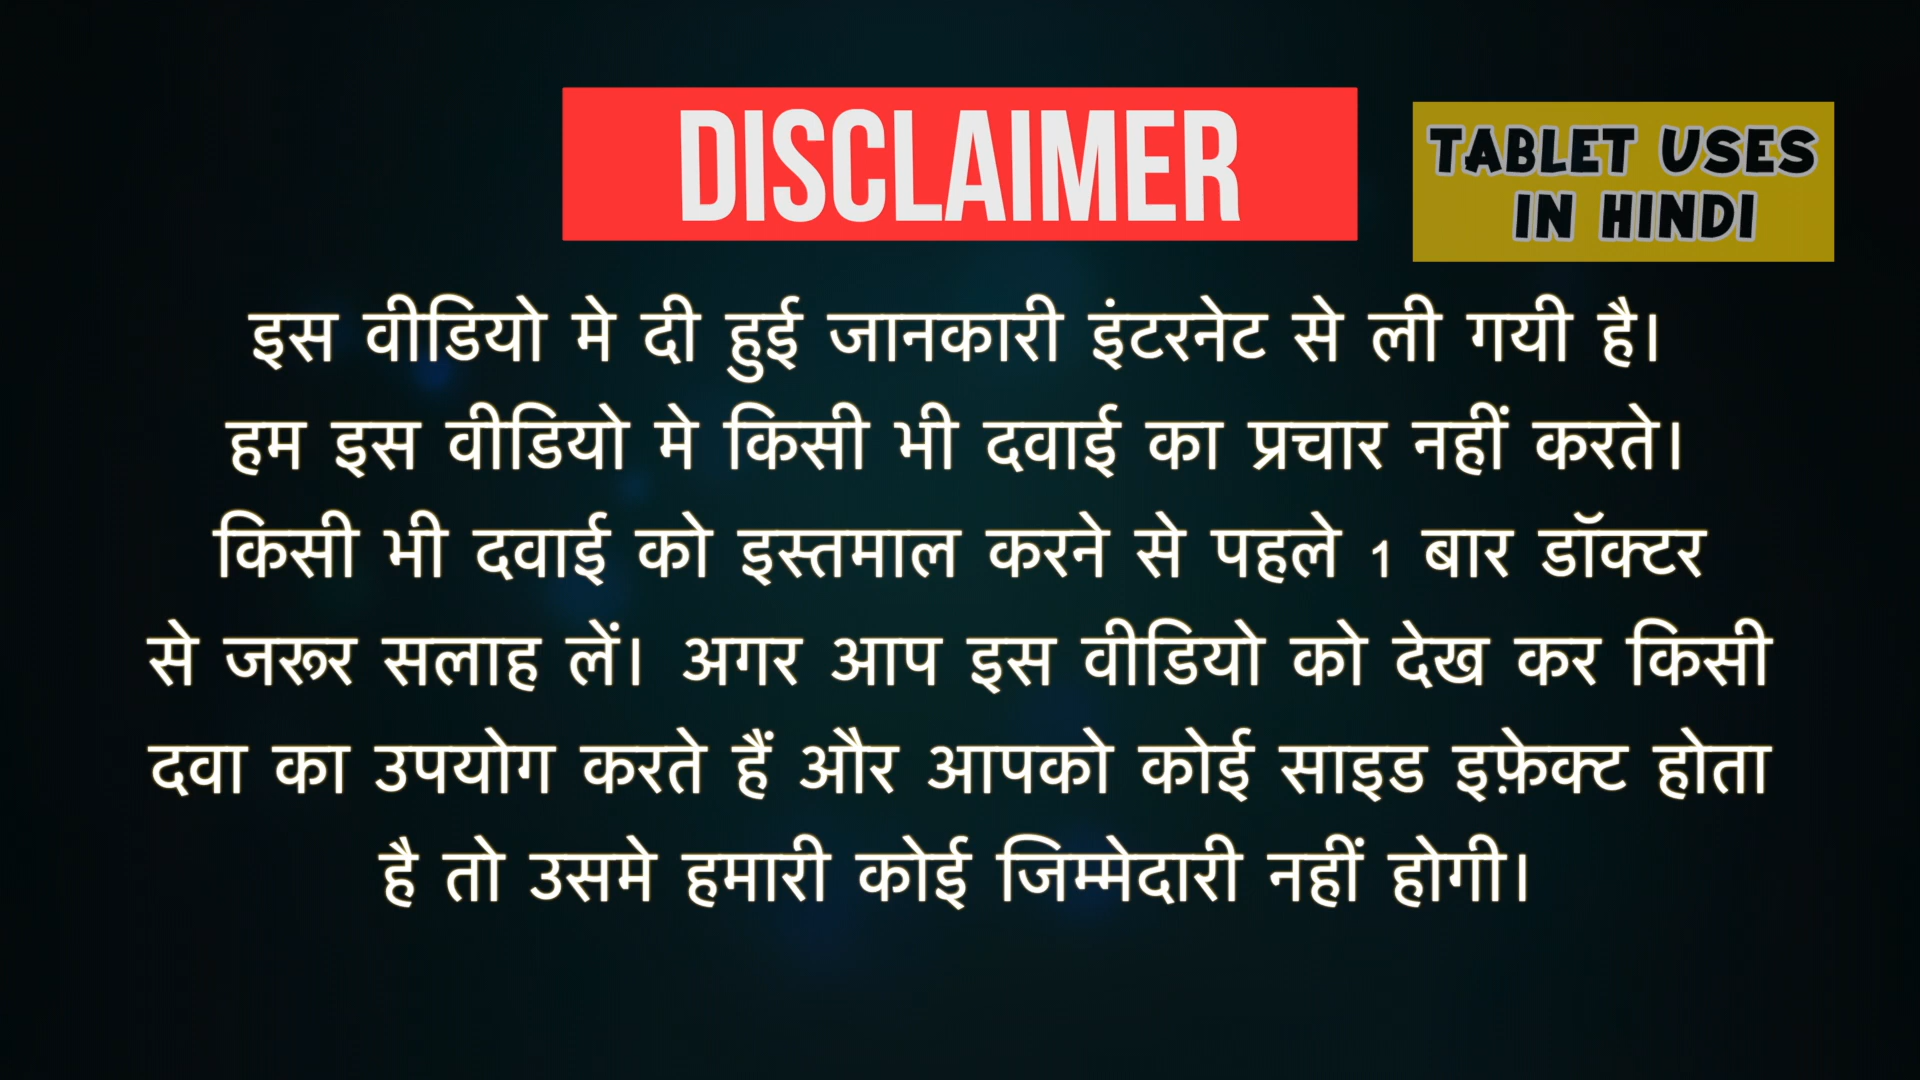 DISCLAIMER
TABLET USES
IN HINDI
इस वीडियो मे दी हुई जानकारी इंटरनेट से ली गयी है।
हम इस वीडियो मे किसी भी दवाई का प्रचार नहीं करते।
किसी भी दवाई को इस्तमाल करने से पहले 1 बार डॉक्टर
से जरूर सलाह लें। अगर आप इस वीडियो को देख कर किसी
दवा का उपयोग करते हैं और आपको कोई साइड इफ़ेक्ट होता
है तो उसमे हमारी कोई जिम्मेदारी नहीं होगी।